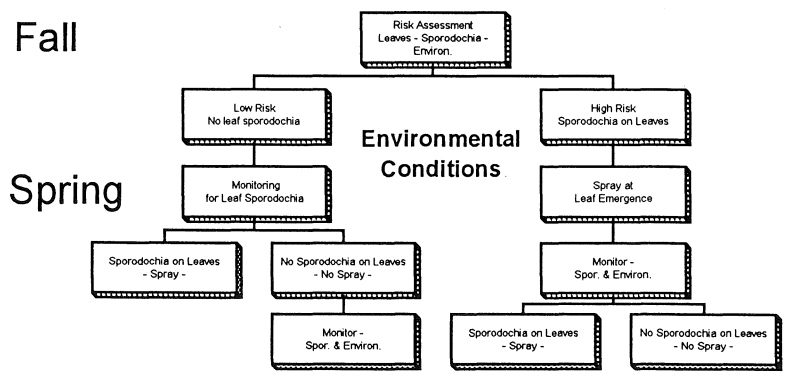 Fall
Risk Assessment
Leaves - Sporodochia -
Environ.
Low Risk
No leaf sporodochia
High Risk
Sporodochia on Leaves
Environmental
Conditions
Spring
Monitoring
for Leaf Sporodochia
Spray at
Leaf Emergence
Sporodochia on Leaves
- Spray -
No Sporodochia on Leaves
- No Spray -
Monitor -
Spor. & Environ.
Monitor -
Spor. & Environ.
Sporodochia on Leaves
- Spray -
No Sporodochia on Leaves
- No Spray -